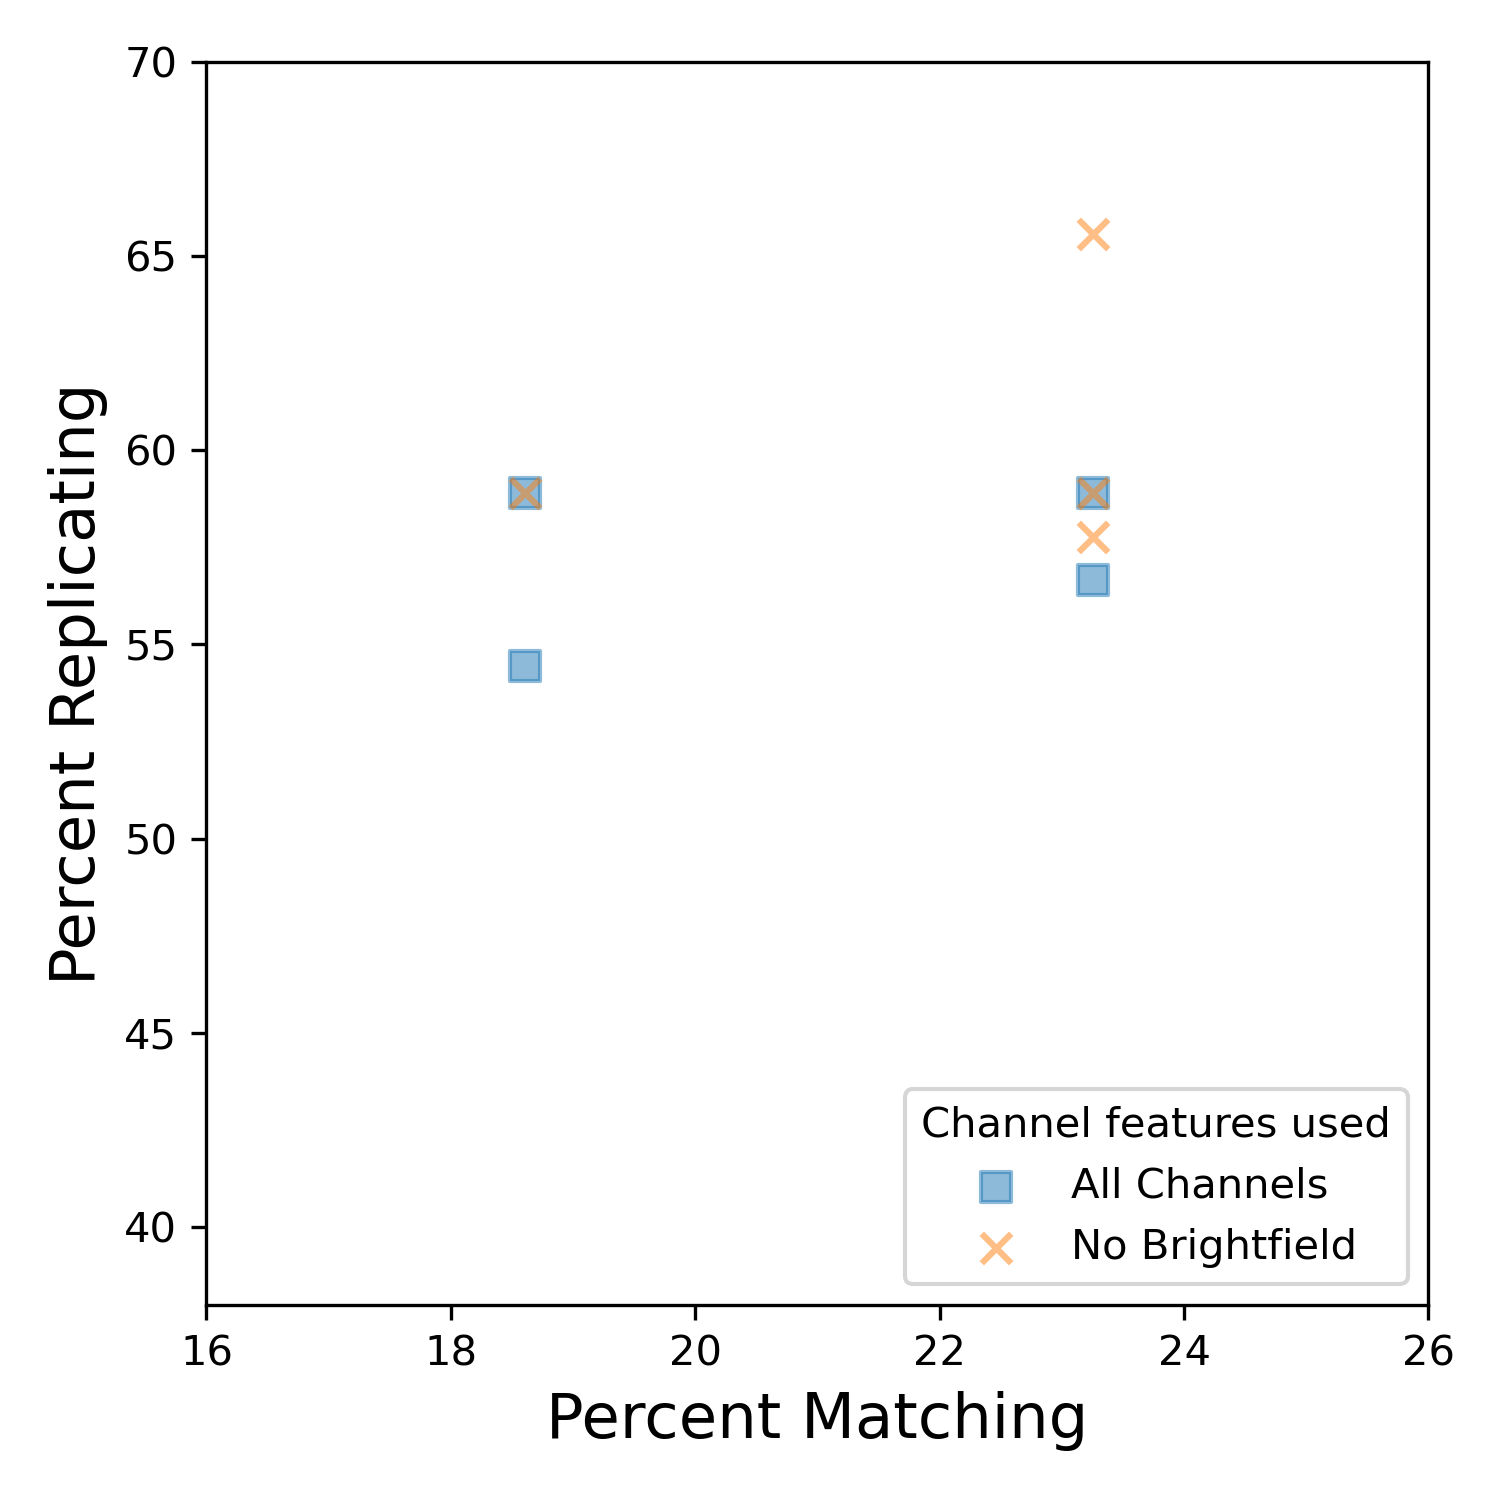 70
65
60
55
50
45
40
Percent Replicating
Channel features used
All Channels
No Brightfield
16 18 20 22 24 26
Percent Matching